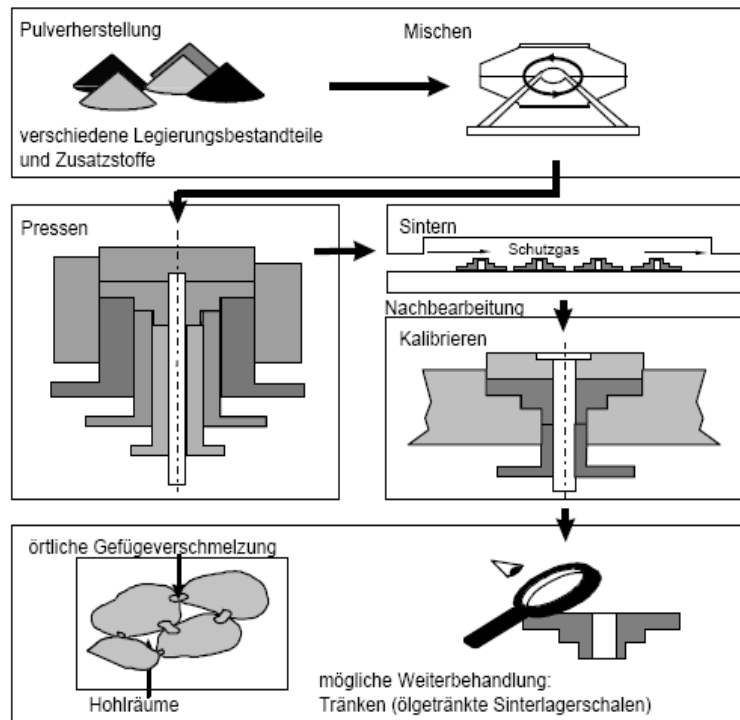 Pulverherstellung
Mischen
verschiedene Legierungsbestandteile
und Zusatzstoffe
Pressen
Sintern
Schutzgas
Nachbearbeitung
Kalibrieren
örtliche Gefügeverschmelzung
Hohlräume
mögliche Weiterbehandlung:
Tränken (ölgetränkte Sinterlagerschalen)